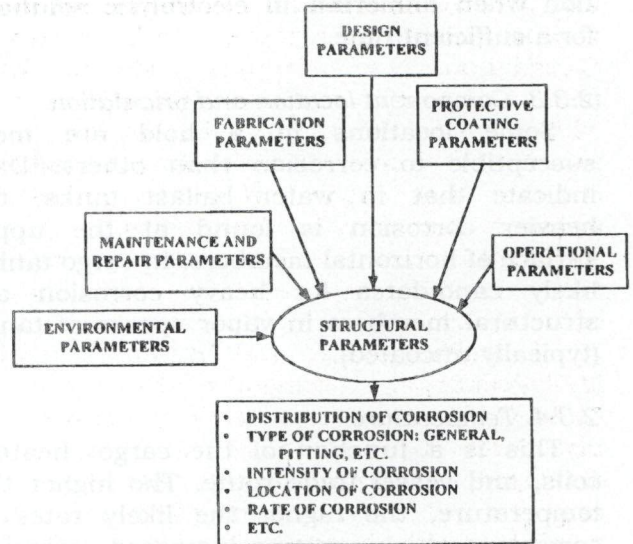 DESIGN
PARAMETERS
FABRICATION
PARAMETERS
PROTECTIVE
COATING
PARAMETERS
MAINTENANCE AND
REPAIR PARAMETERS
OPERATIONAL
PARAMETERS
ENVIRONMENTAL
PARAMETERS
STRUCTURAL
PARAMETERS
• DISTRIBUTION OF CORROSION
• TYPE OF CORROSION: GENERAL,
PITTING, ETC.
• INTENSITY OF CORROSION
• LOCATION OF CORROSION
• RATE OF CORROSION
ETC.